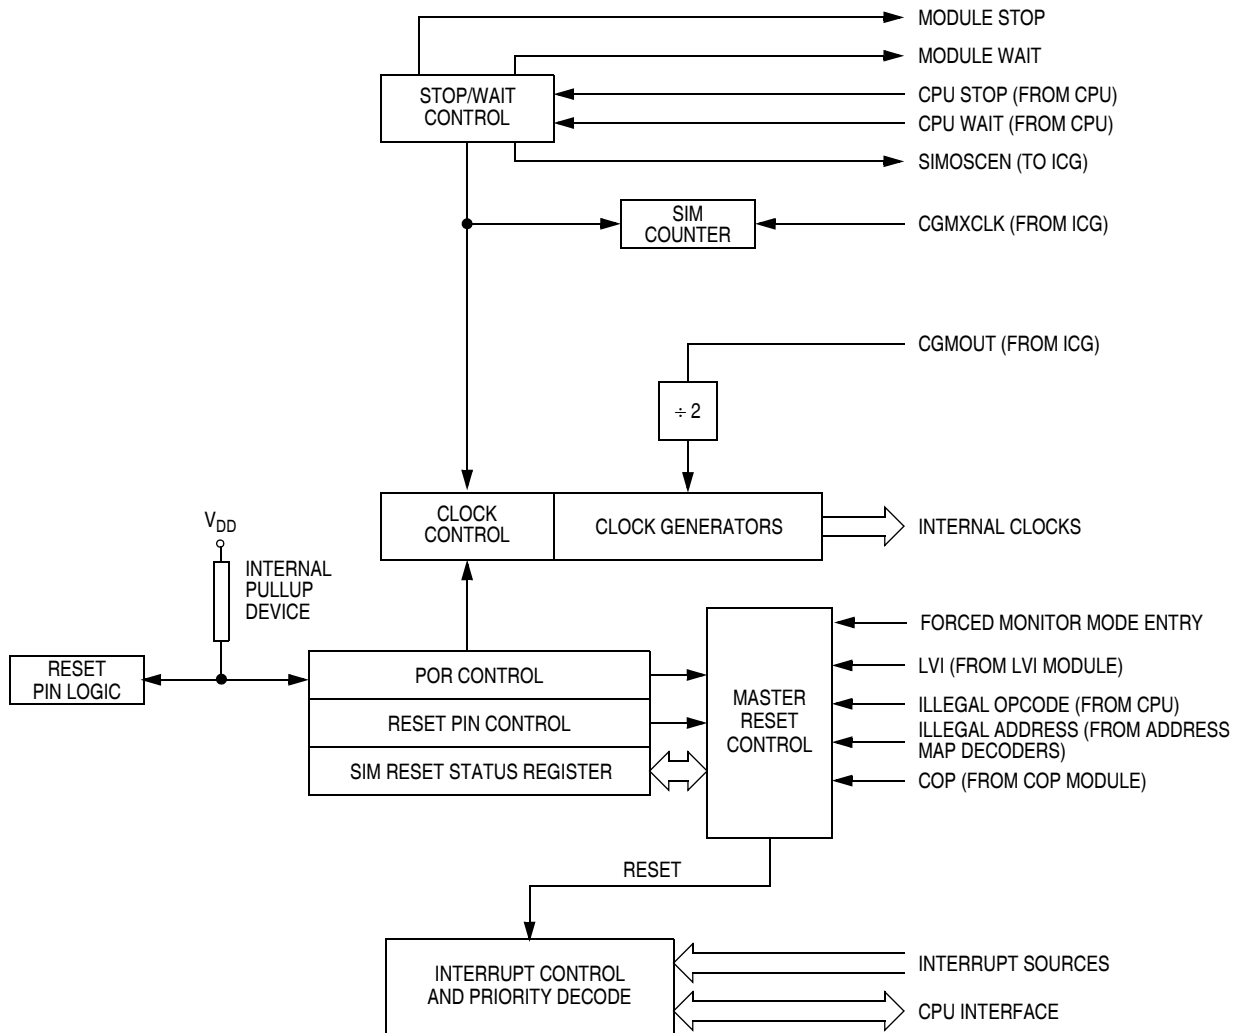 MODULE STOP
MODULE WAIT
STOP/WAIT
CONTROL
CPU STOP (FROM CPU)
CPU WAIT (FROM CPU)
SIMOSCEN (TO ICG)
SIM
COUNTER
CGMXCLK (FROM ICG)
CGMOUT (FROM ICG)
÷ 2
CLOCK
CONTROL
CLOCK GENERATORS
INTERNAL CLOCKS
VDD
INTERNAL
PULLUP
DEVICE
RESET
PIN LOGIC
POR CONTROL
RESET PIN CONTROL
SIM RESET STATUS REGISTER
MASTER
RESET
CONTROL
FORCED MONITOR MODE ENTRY
LVI (FROM LVI MODULE)
ILLEGAL OPCODE (FROM CPU)
ILLEGAL ADDRESS (FROM ADDRESS
MAP DECODERS)
COP (FROM COP MODULE)
RESET
INTERRUPT CONTROL
AND PRIORITY DECODE
INTERRUPT SOURCES
CPU INTERFACE